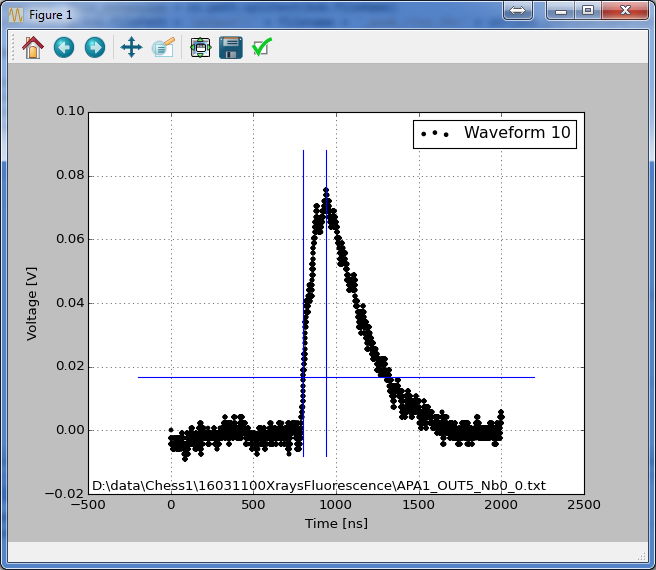 Figure 1
0.10
0.08
0.06
0.04
0.02
0.00
−0.02
Voltage [V]
Waveform 10
D:\data\Chess1\16031100XraysFluorescence\APA1_OUT5_Nb0_0.txt
−500
0
500
1000
1500
2000
2500
Time [ns]